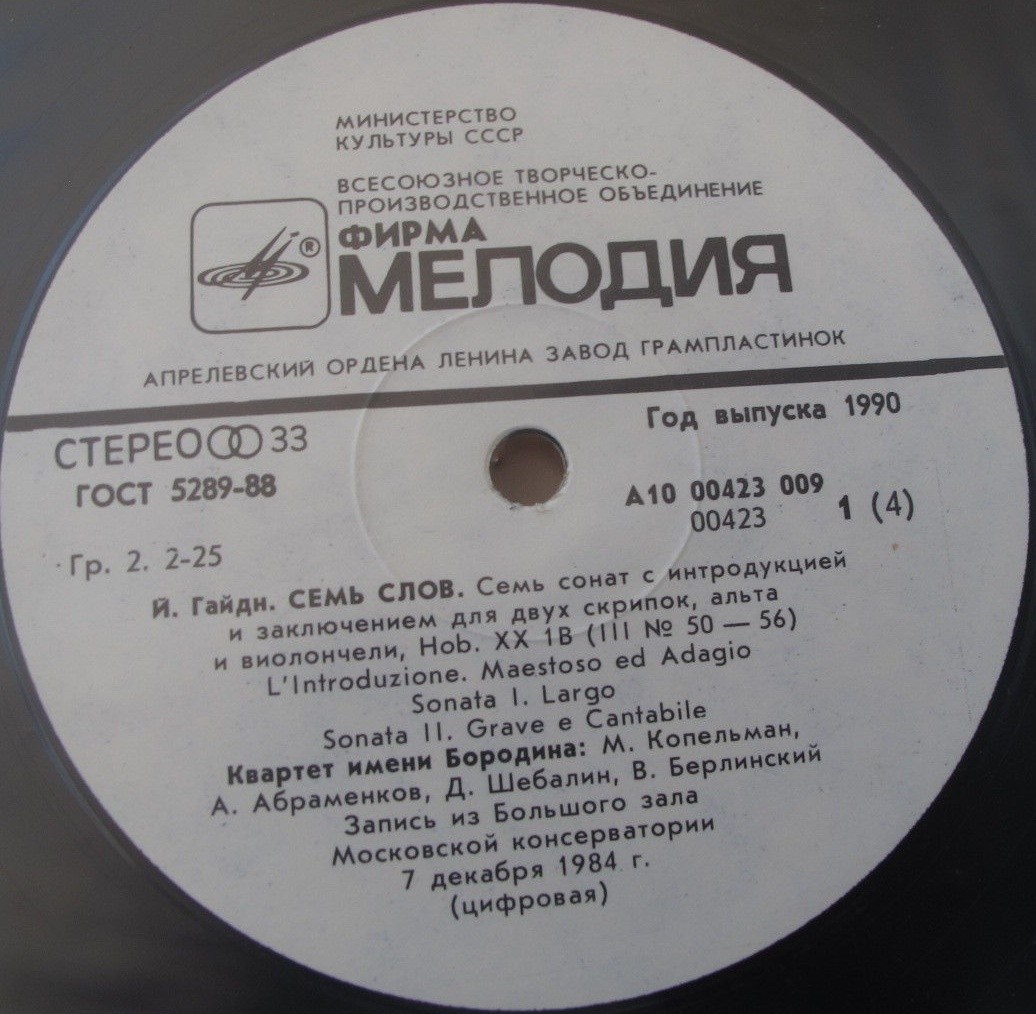 МИНИСТЕРСТВО
КУЛЬТУРЫ СССР
ВСЕСОЮЗНОЕ ТВОРЧЕСКО-
ПРОИЗВОДСТВЕННОЕ ОБЪЕДИНЕНИЕ
®
ФИРМА
МЕЛОДИЯ
АПРЕЛЕВСКИЙ ОРДЕНА ЛЕНИНА ЗАВОД ГРАМПЛАСТИНОК
СТЕРЕО 33
ГОСТ 5289-88
Год выпуска 1990
А10 00423 009
00423
1 (4)
Гр. 2. 2-25
Й. Гайдн. СЕМЬ СЛОВ. Семь сонат с интродукцией
и заключением для двух скрипок, альта
и виолончели, Hob. XX 1B (III № 50 — 56)
L'Introduzione. Maestoso ed Adagio
Sonata I. Largo
Sonata II. Grave e Cantabile
Квартет имени Бородина: М. Копельман,
А. Абраменков, Д. Шебалин, В. Берлинский
Запись из Большого зала
Московской консерватории
7 декабря 1984 г.
(цифровая)